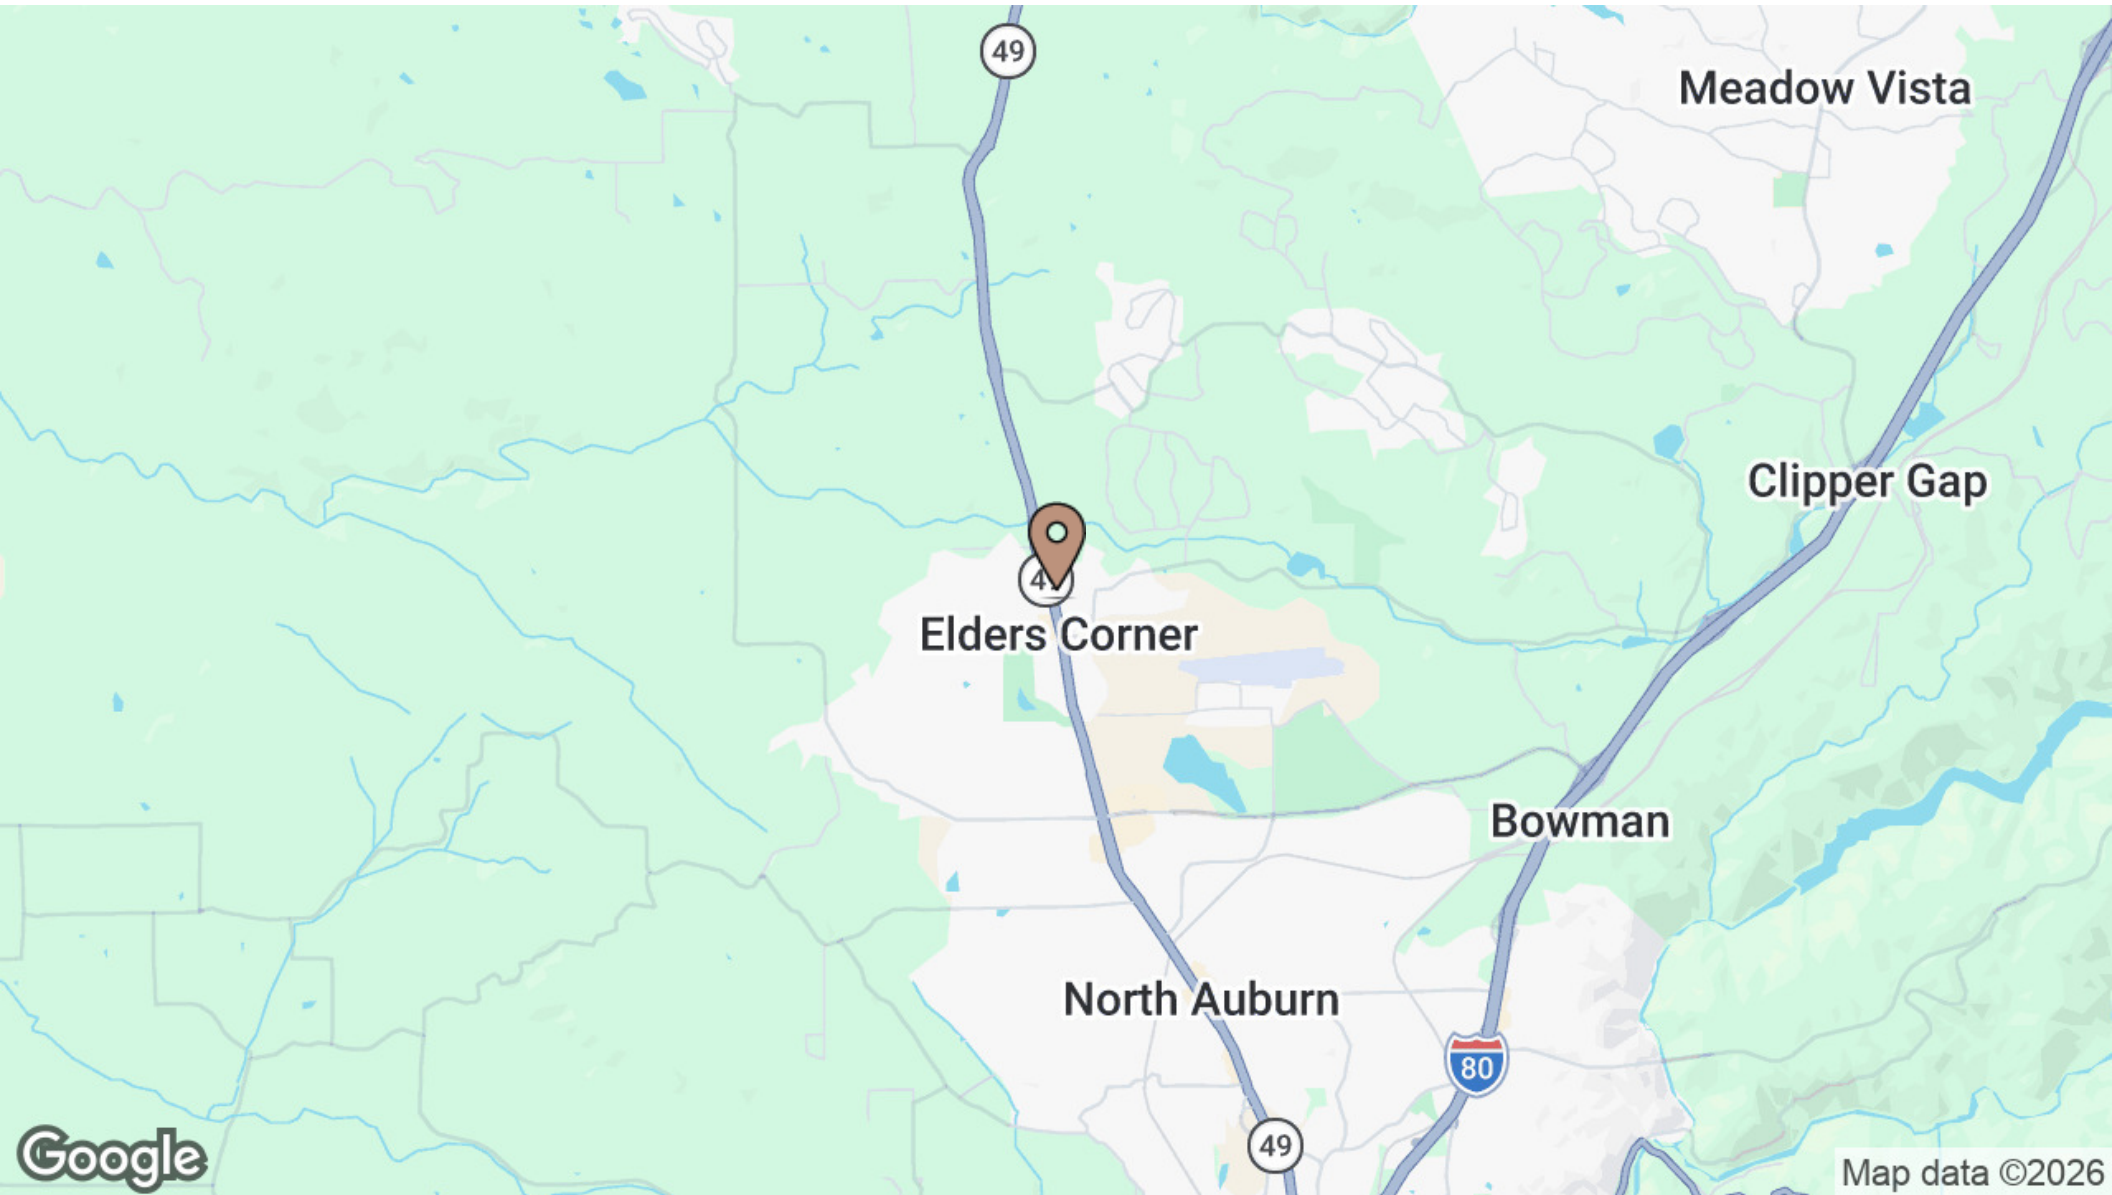 49
Meadow Vista
Clipper Gap
Elders Corner
Bowman
North Auburn
80
49
Google
Map data ©2026